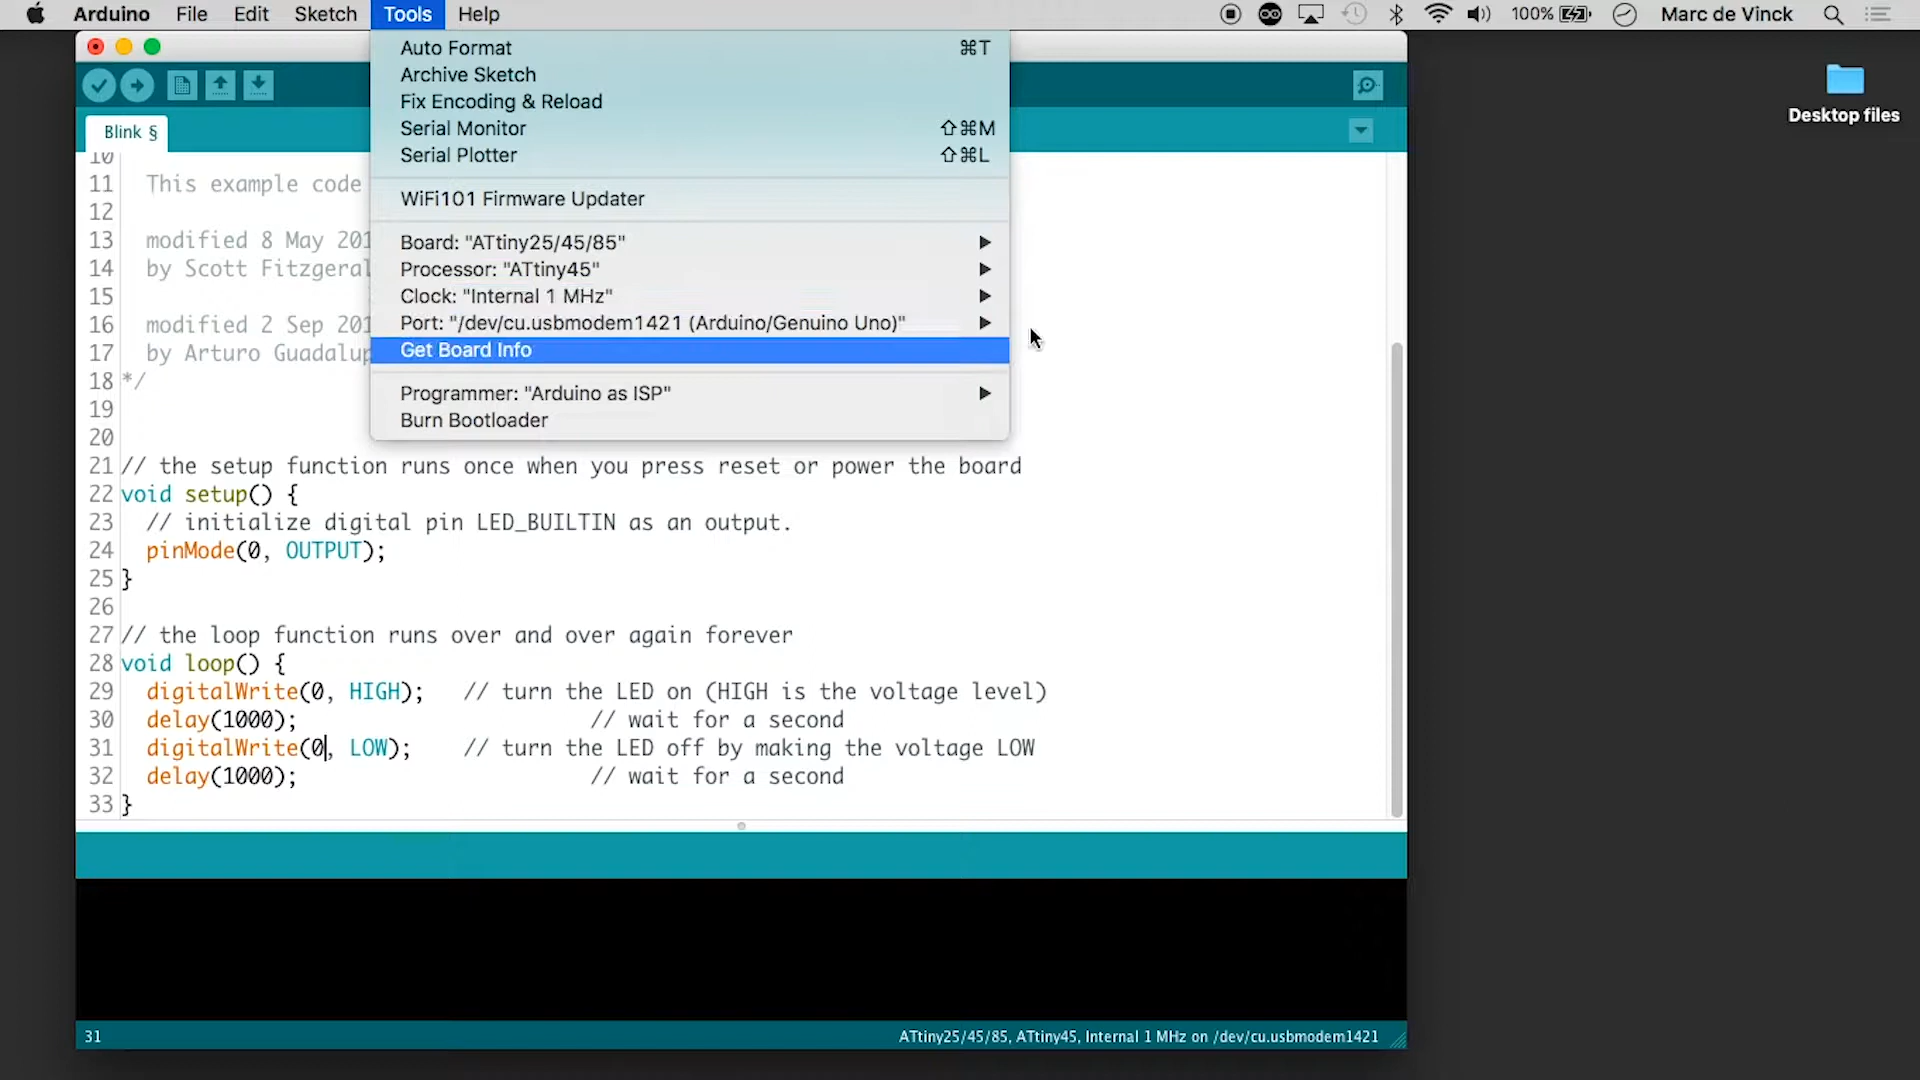 Arduino File Edit Sketch Tools Help 100% Marc de Vinck
Desktop files
Auto Format ⌘T
Archive Sketch
Fix Encoding & Reload
Serial Monitor ⇧⌘M
Serial Plotter ⇧⌘L
WiFi101 Firmware Updater
Board: "ATtiny25/45/85"
Processor: "ATtiny45"
Clock: "Internal 1 MHz"
Port: "/dev/cu.usbmodem1421 (Arduino/Genuino Uno)"
Get Board Info
Programmer: "Arduino as ISP"
Burn Bootloader
Blink §
10
11 This example code
12
13 modified 8 May 201
14 by Scott Fitzgeral
15
16 modified 2 Sep 201
17 by Arturo Guadalup
18 */
19
20
21 // the setup function runs once when you press reset or power the board
22 void setup() {
23 // initialize digital pin LED_BUILTIN as an output.
24 pinMode(0, OUTPUT);
25 }
26
27 // the loop function runs over and over again forever
28 void loop() {
29 digitalWrite(0, HIGH); // turn the LED on (HIGH is the voltage level)
30 delay(1000); // wait for a second
31 digitalWrite(0, LOW); // turn the LED off by making the voltage LOW
32 delay(1000); // wait for a second
33 }
31 ATtiny25/45/85, ATtiny45, Internal 1 MHz on /dev/cu.usbmodem1421